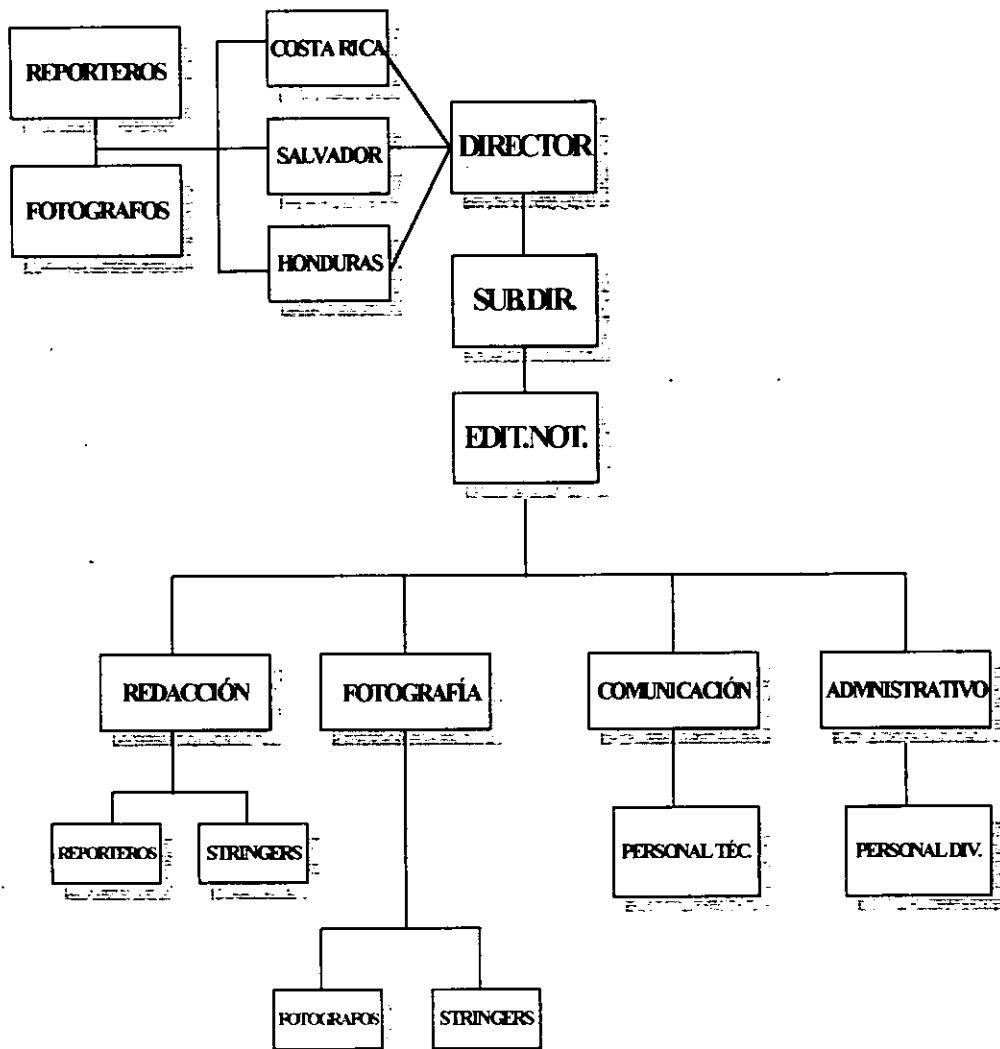 COSTA RICA
REPORTEROS
SALVADOR
DIRECTOR
FOTOGRAFOS
HONDURAS
SUB.DIR.
EDIT.NOT.
REDACCIÓN
FOTOGRAFÍA
COMUNICACIÓN
ADMNISTRATIVO
REPORTEROS
STRINGERS
PERSONAL TÉC.
PERSONAL DIV.
FOTOGRAFOS
STRINGERS